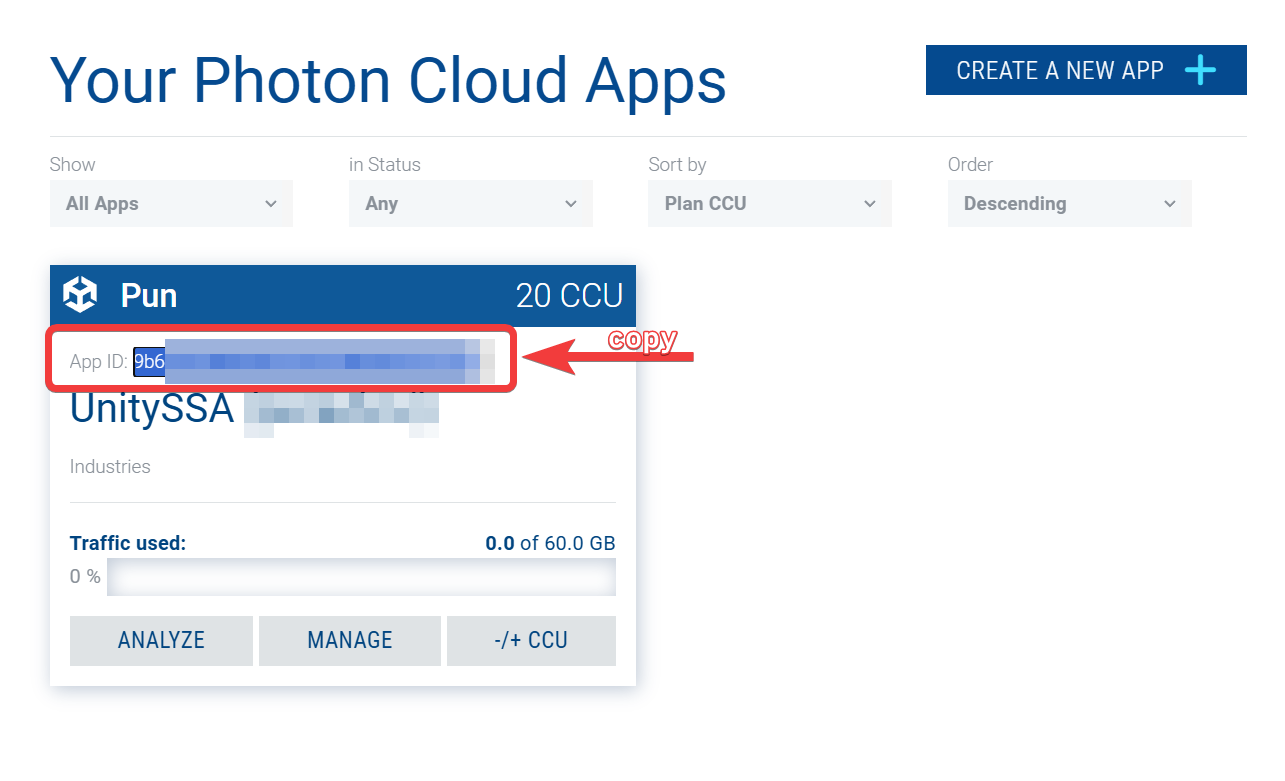 Your Photon Cloud Apps
CREATE A NEW APP
Show
in Status
Sort by
Order
All Apps
Any
Plan CCU
Descending
Pun
20 CCU
copy
App ID: 9b6
UnitySSA
Industries
Traffic used:
0.0 of 60.0 GB
0 %
ANALYZE
MANAGE
-/+ CCU